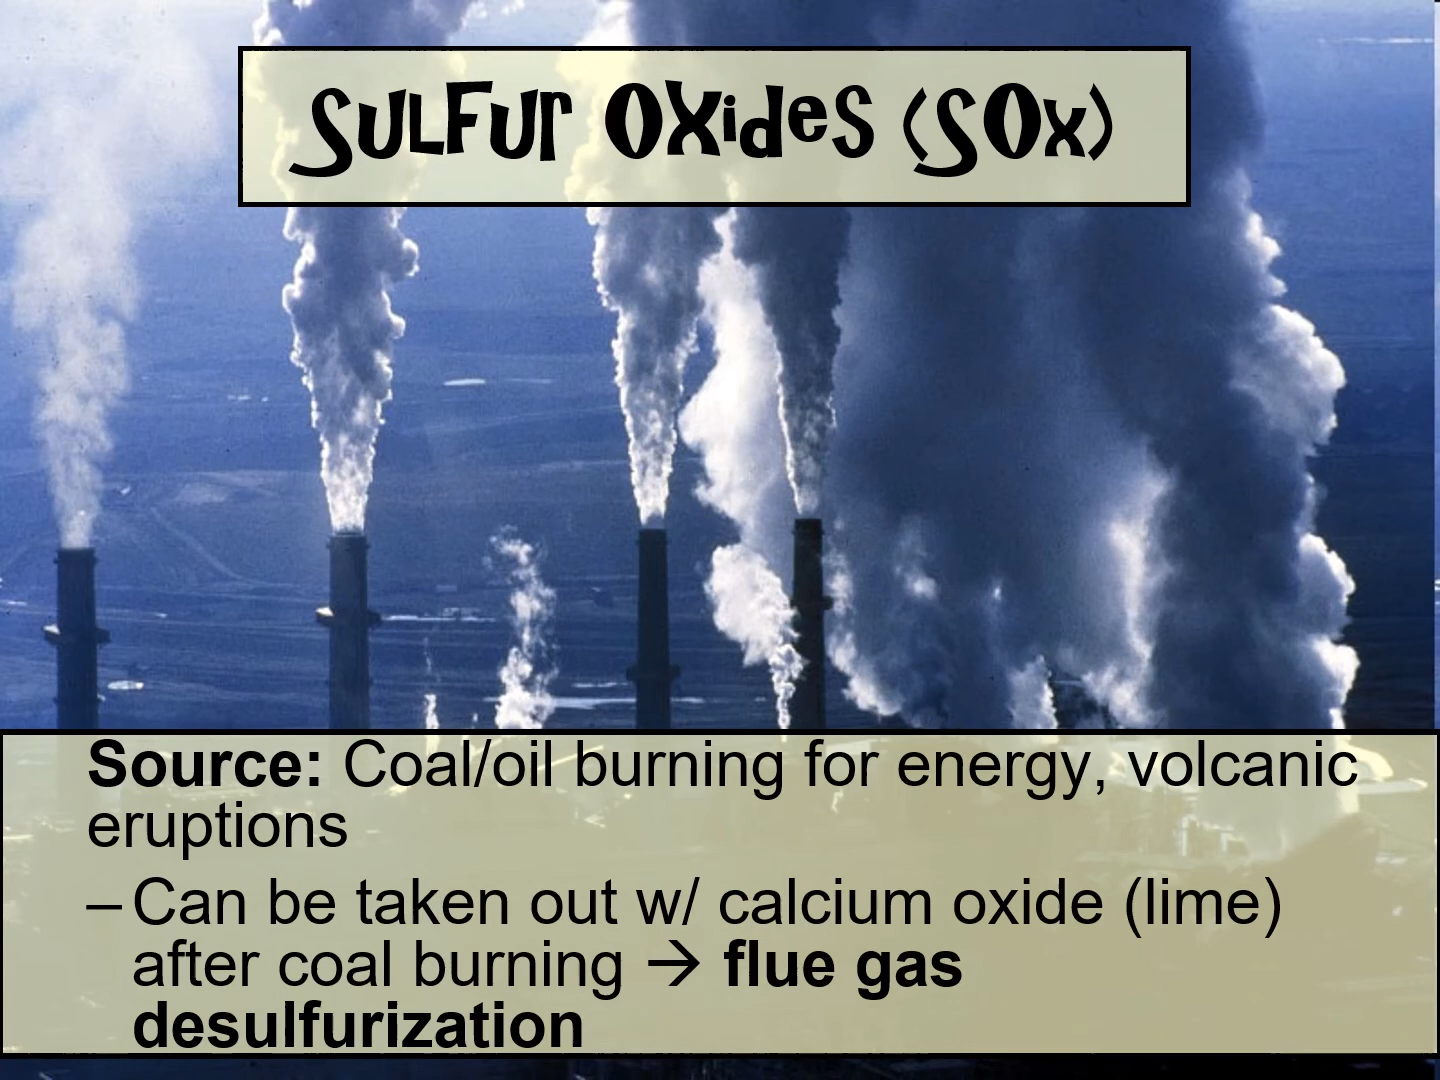 Sulfur Oxides (SOx)
Source: Coal/oil burning for energy, volcanic
eruptions
– Can be taken out w/ calcium oxide (lime)
after coal burning → flue gas
desulfurization